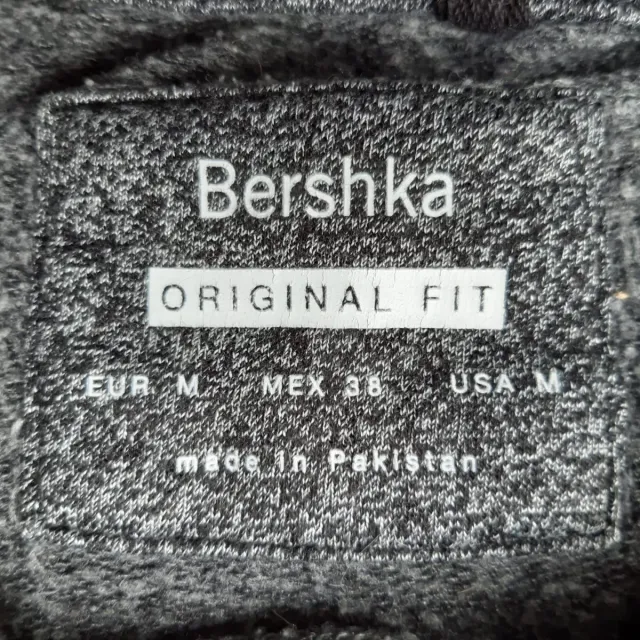 Bershka
ORIGINAL FIT
EUR M MEX 38 USA M
made in Pakistan